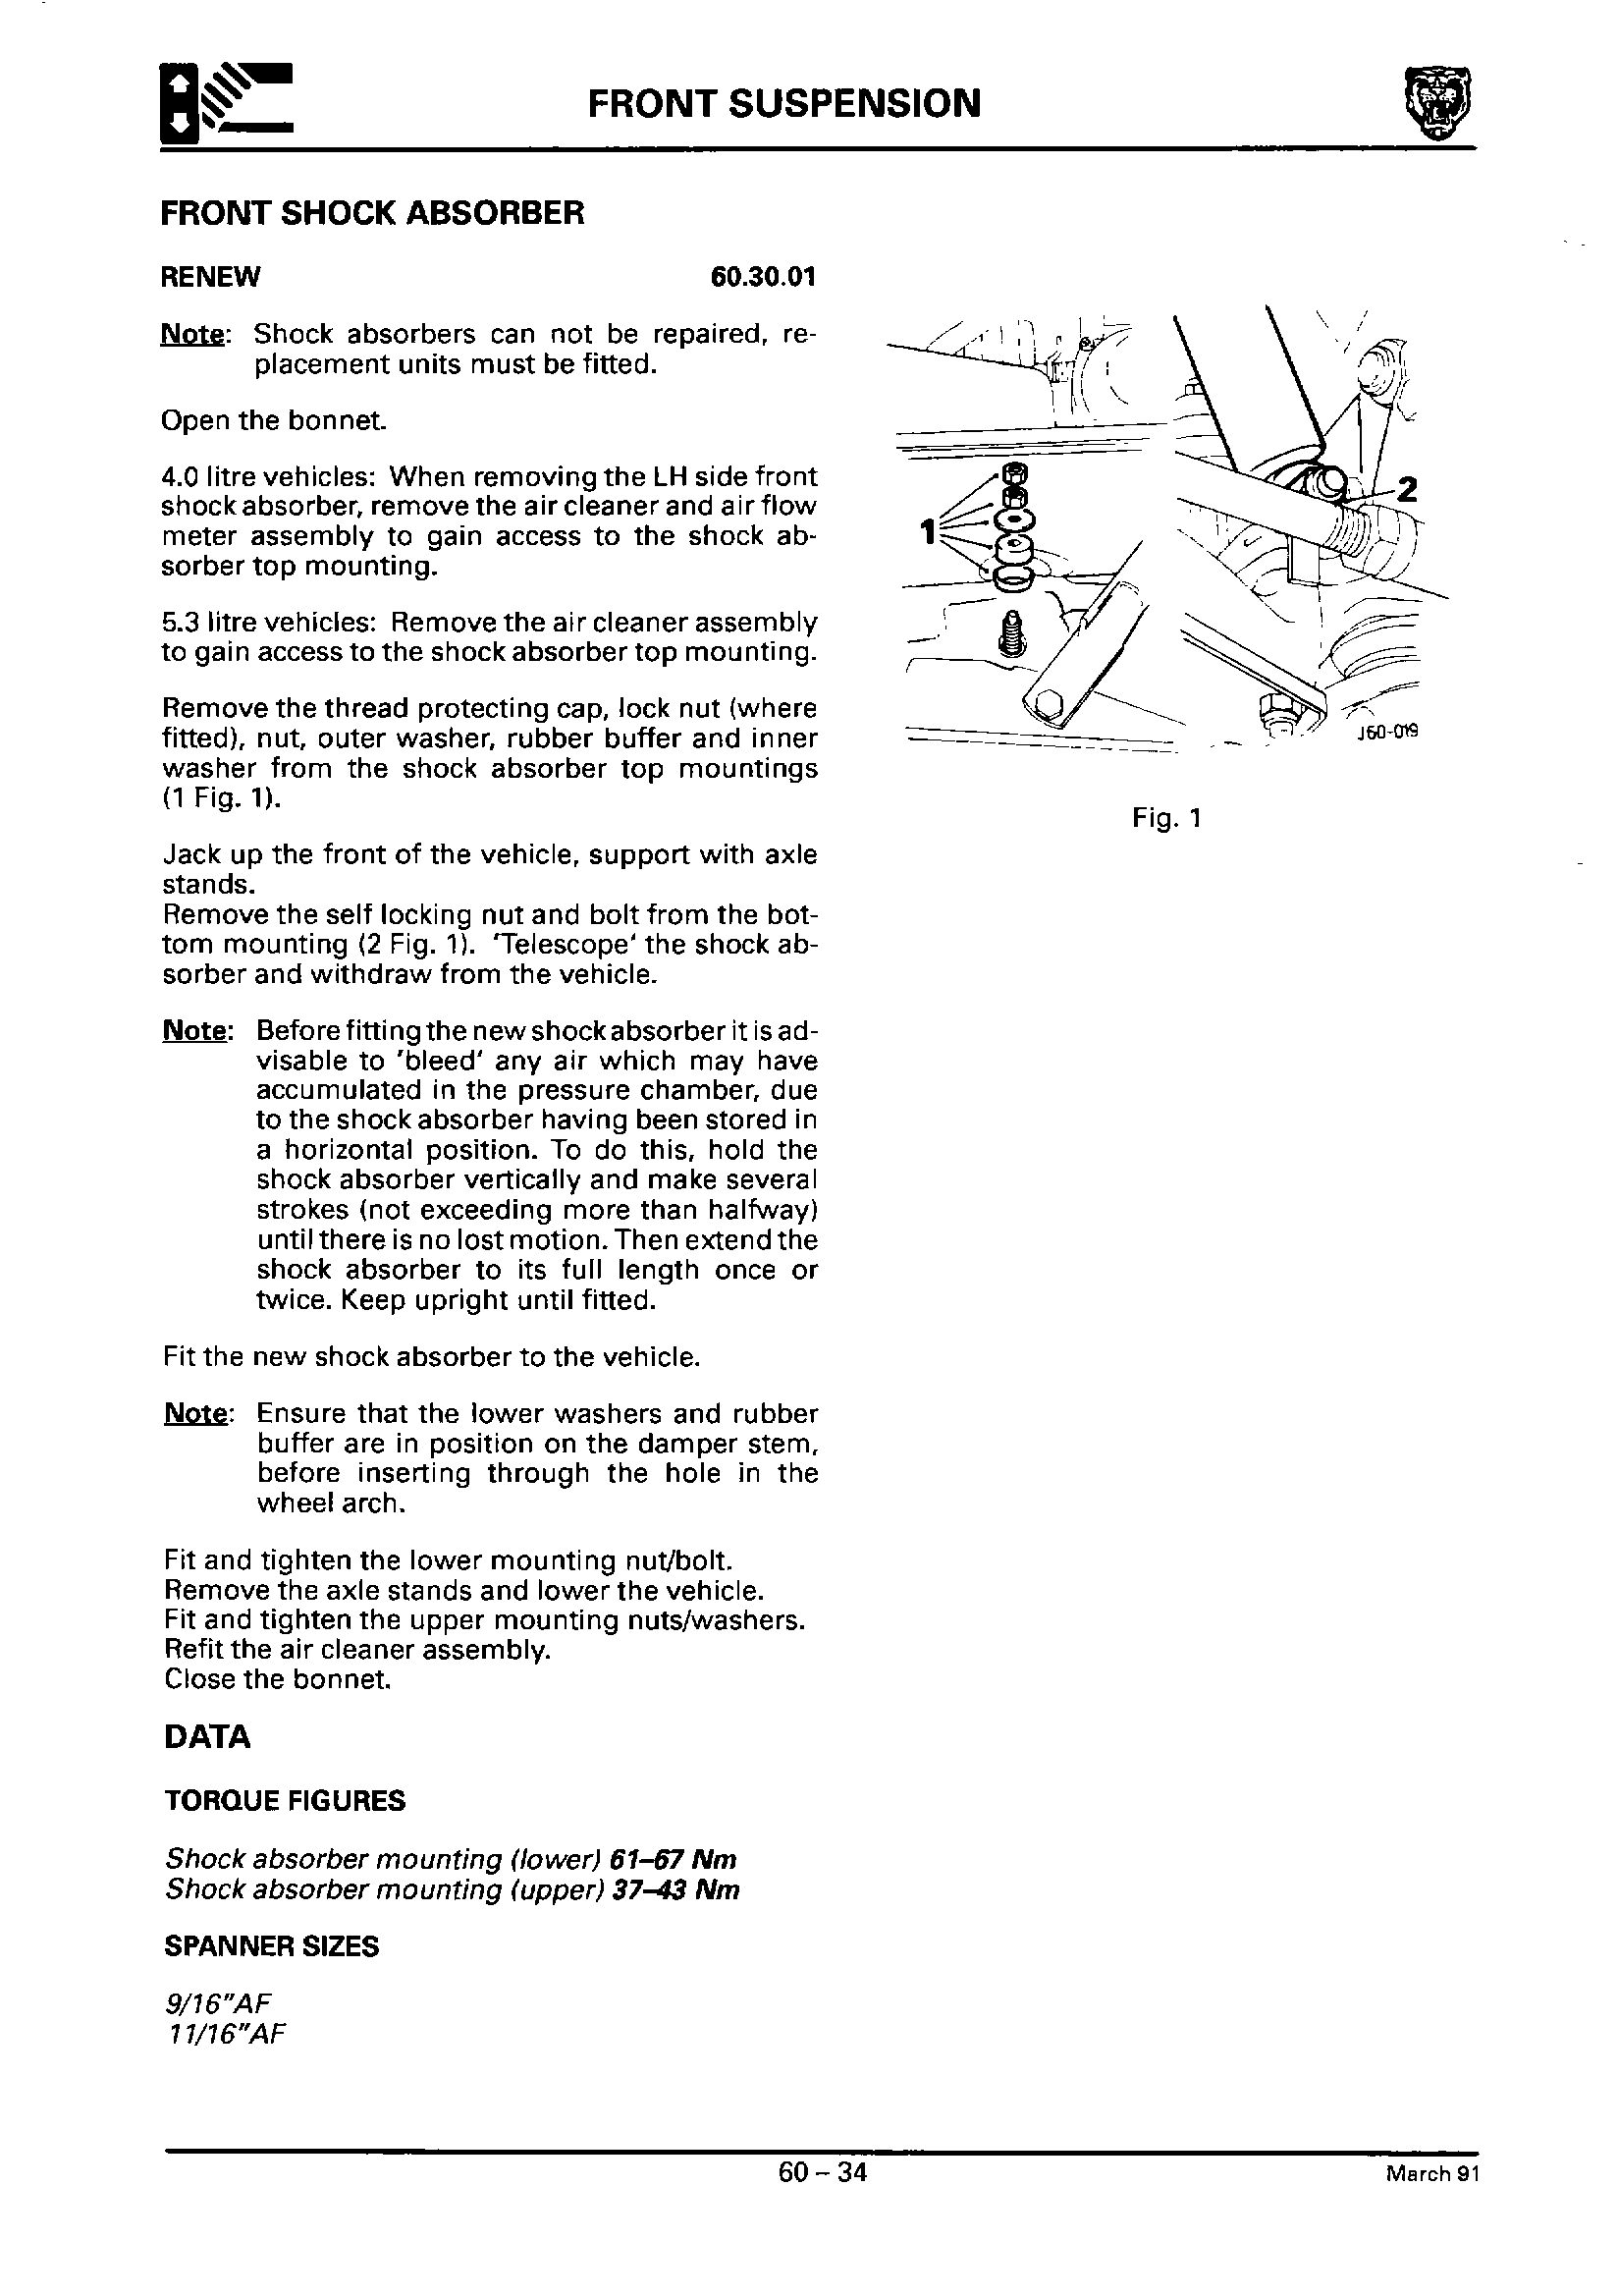 FRONT SUSPENSION
FRONT SHOCK ABSORBER
RENEW 60.30.01
Note: Shock absorbers can not be repaired, re-
placement units must be fitted.
Open the bonnet.
4.0 litre vehicles: When removing the LH side front
shock absorber, remove the air cleaner and air flow
meter assembly to gain access to the shock ab-
sorber top mounting.
5.3 litre vehicles: Remove the air cleaner assembly
to gain access to the shock absorber top mounting.
Remove the thread protecting cap, lock nut (where
fitted), nut, outer washer, rubber buffer and inner
washer from the shock absorber top mountings
(1 Fig. 1).
Jack up the front of the vehicle, support with axle
stands.
Remove the self locking nut and bolt from the bot-
tom mounting (2 Fig. 1). 'Telescope' the shock ab-
sorber and withdraw from the vehicle.
Note: Before fitting the new shock absorber it is ad-
visable to 'bleed' any air which may have
accumulated in the pressure chamber, due
to the shock absorber having been stored in
a horizontal position. To do this, hold the
shock absorber vertically and make several
strokes (not exceeding more than halfway)
until there is no lost motion. Then extend the
shock absorber to its full length once or
twice. Keep upright until fitted.
Fit the new shock absorber to the vehicle.
Note: Ensure that the lower washers and rubber
buffer are in position on the damper stem,
before inserting through the hole in the
wheel arch.
Fit and tighten the lower mounting nut/bolt.
Remove the axle stands and lower the vehicle.
Fit and tighten the upper mounting nuts/washers.
Refit the air cleaner assembly.
Close the bonnet.
DATA
TORQUE FIGURES
Shock absorber mounting (lower) 61–67 Nm
Shock absorber mounting (upper) 37–43 Nm
SPANNER SIZES
9/16"AF
11/16"AF
1
2
J60-019
Fig. 1
60 – 34
March 91